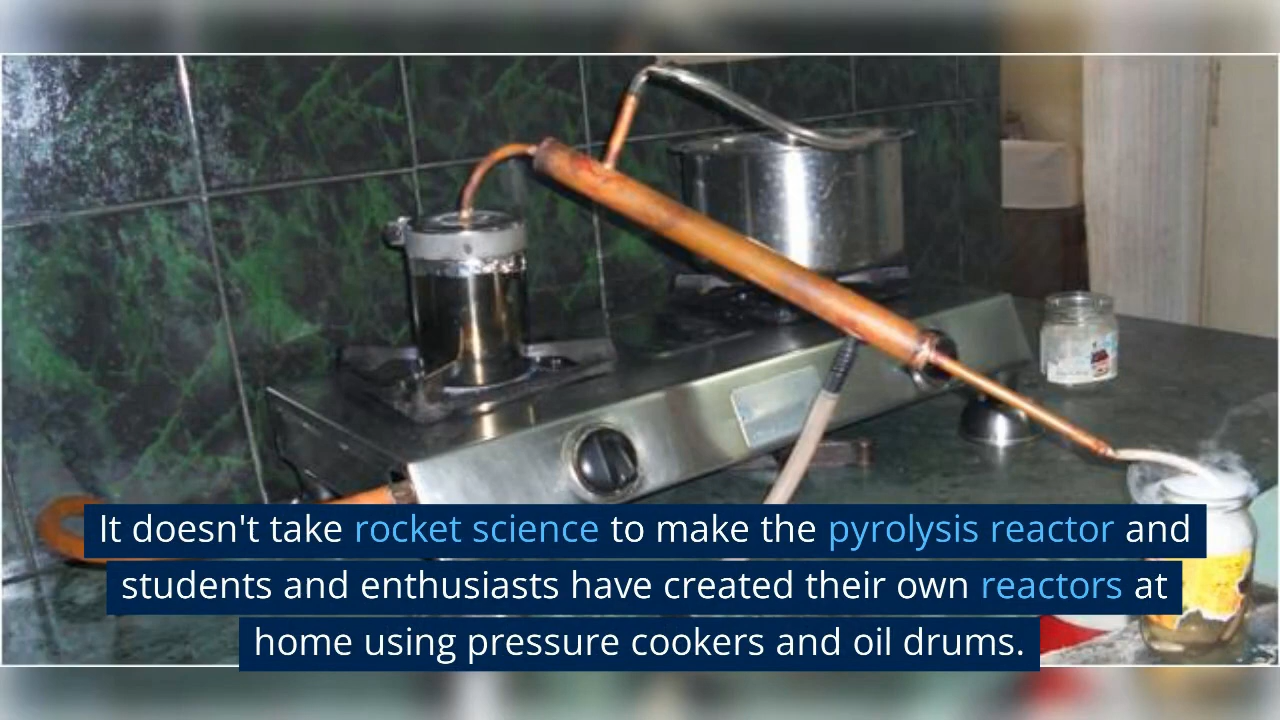 It doesn't take rocket science to make the pyrolysis reactor and
students and enthusiasts have created their own reactors at
home using pressure cookers and oil drums.